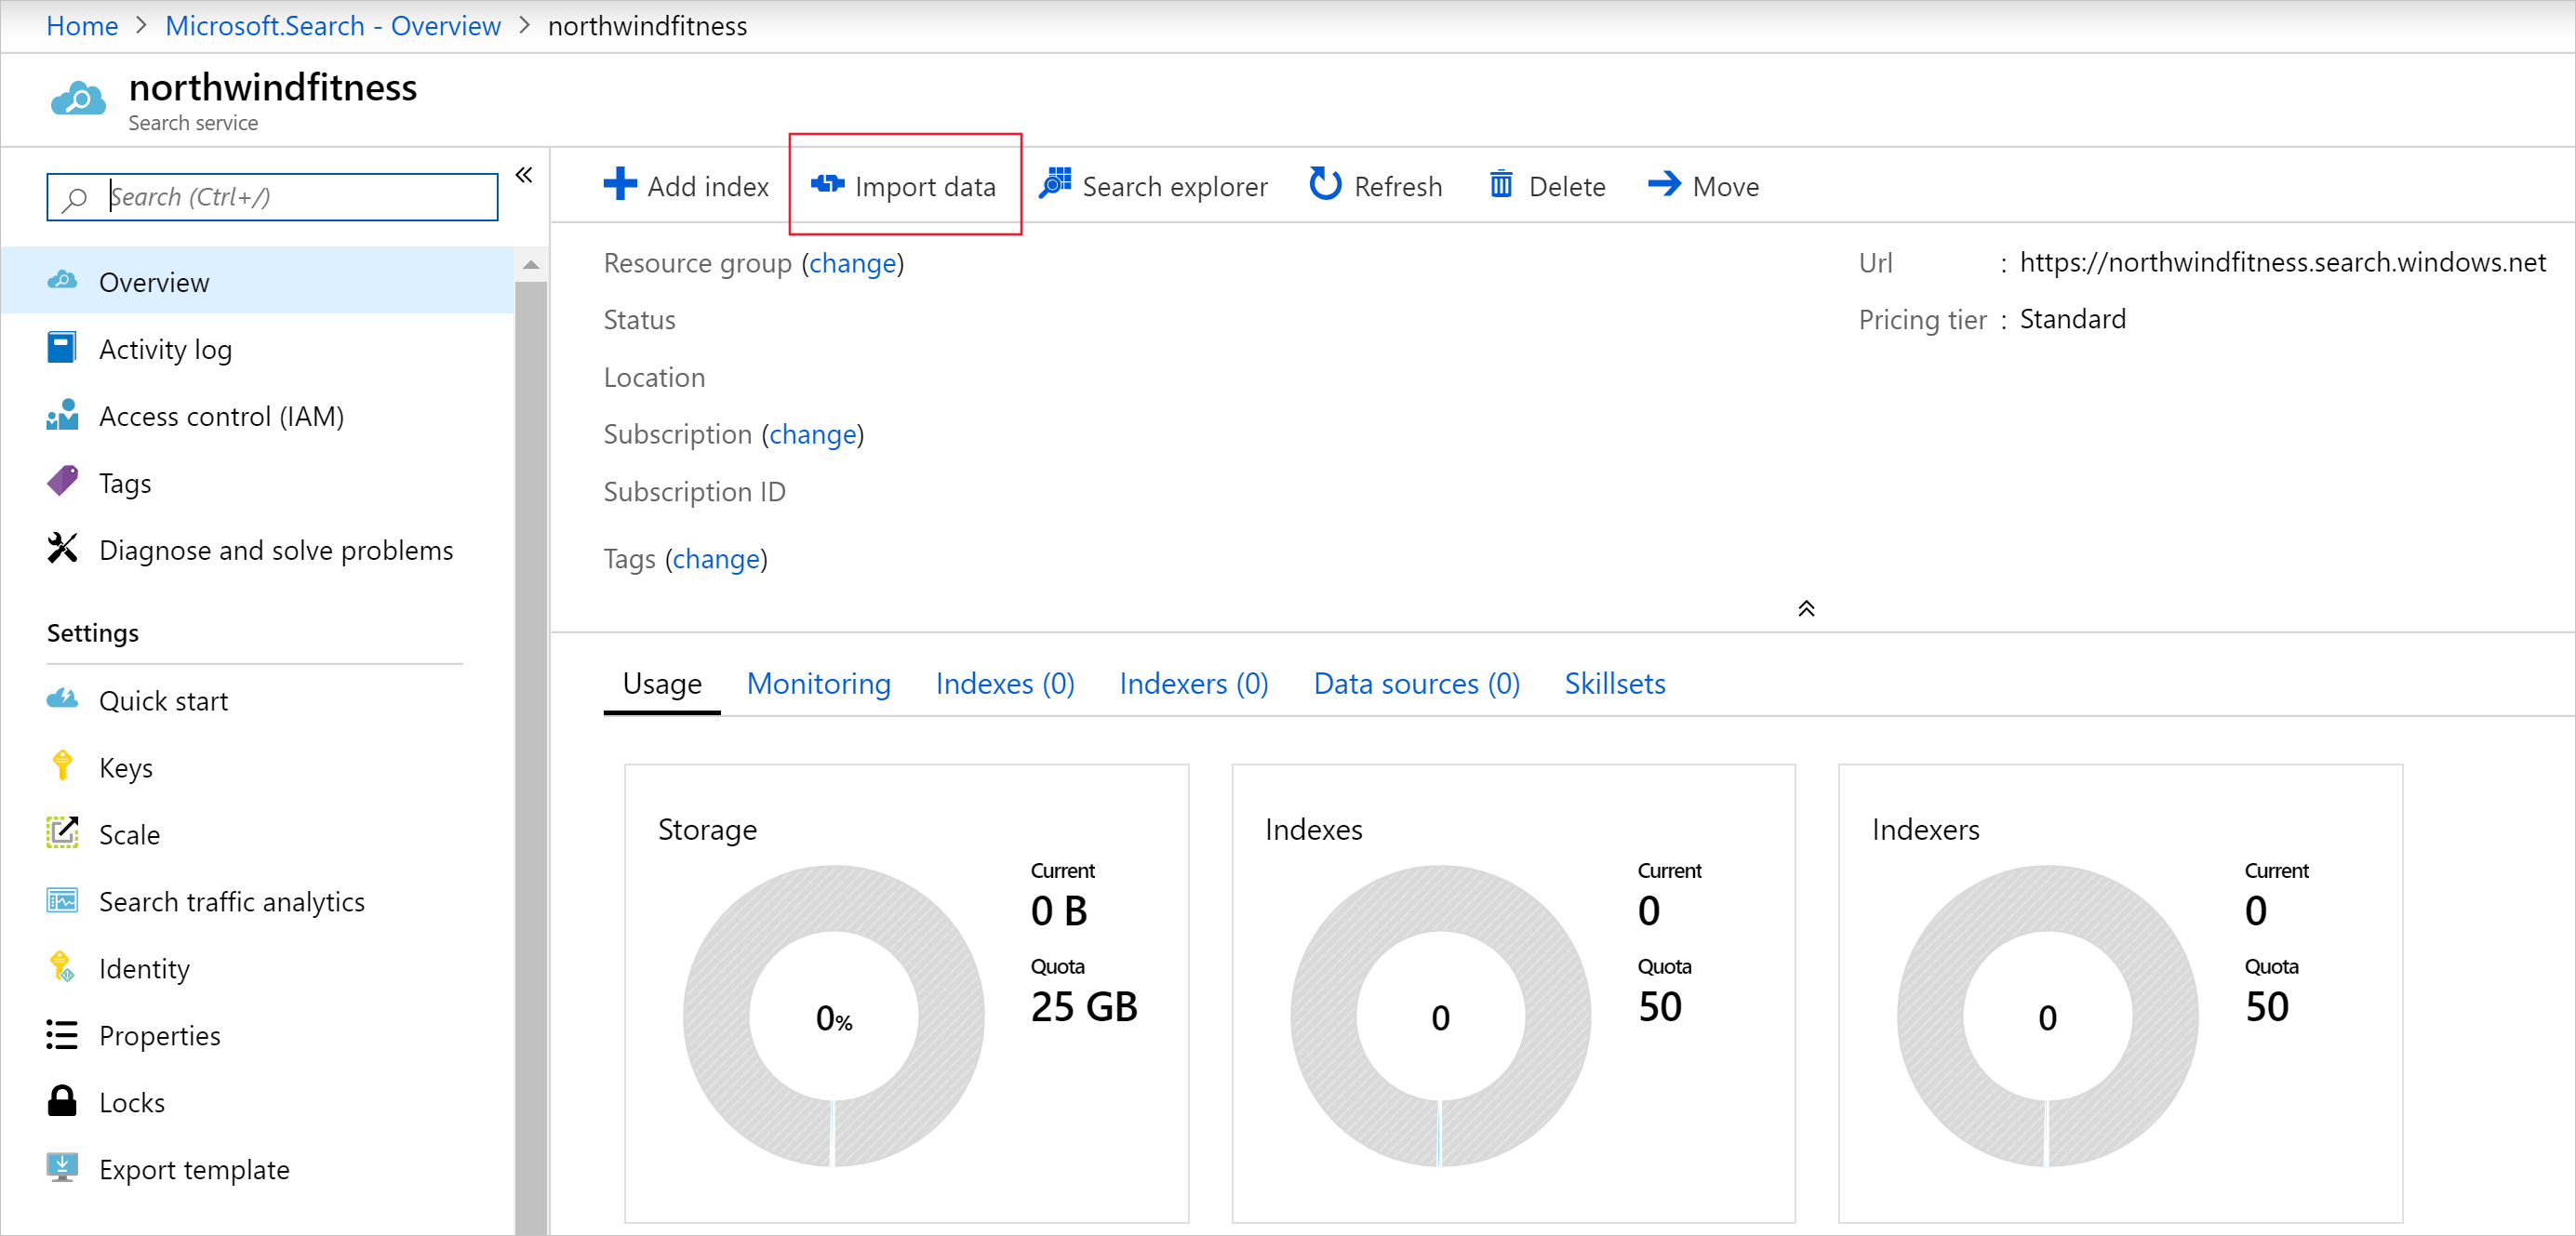 Home > Microsoft.Search - Overview > northwindfitness
northwindfitness
Search service
Search (Ctrl+/)
«
Overview
Activity log
Access control (IAM)
Tags
Diagnose and solve problems
Settings
Quick start
Keys
Scale
Search traffic analytics
Identity
Properties
Locks
Export template
Add index Import data Search explorer Refresh Delete Move
Resource group (change)
Status
Location
Subscription (change)
Subscription ID
Tags (change)
Url : https://northwindfitness.search.windows.net
Pricing tier : Standard
Usage Monitoring Indexes (0) Indexers (0) Data sources (0) Skillsets
Storage
0%
Current
0 B
Quota
25 GB
Indexes
0
Current
0
Quota
50
Indexers
0
Current
0
Quota
50